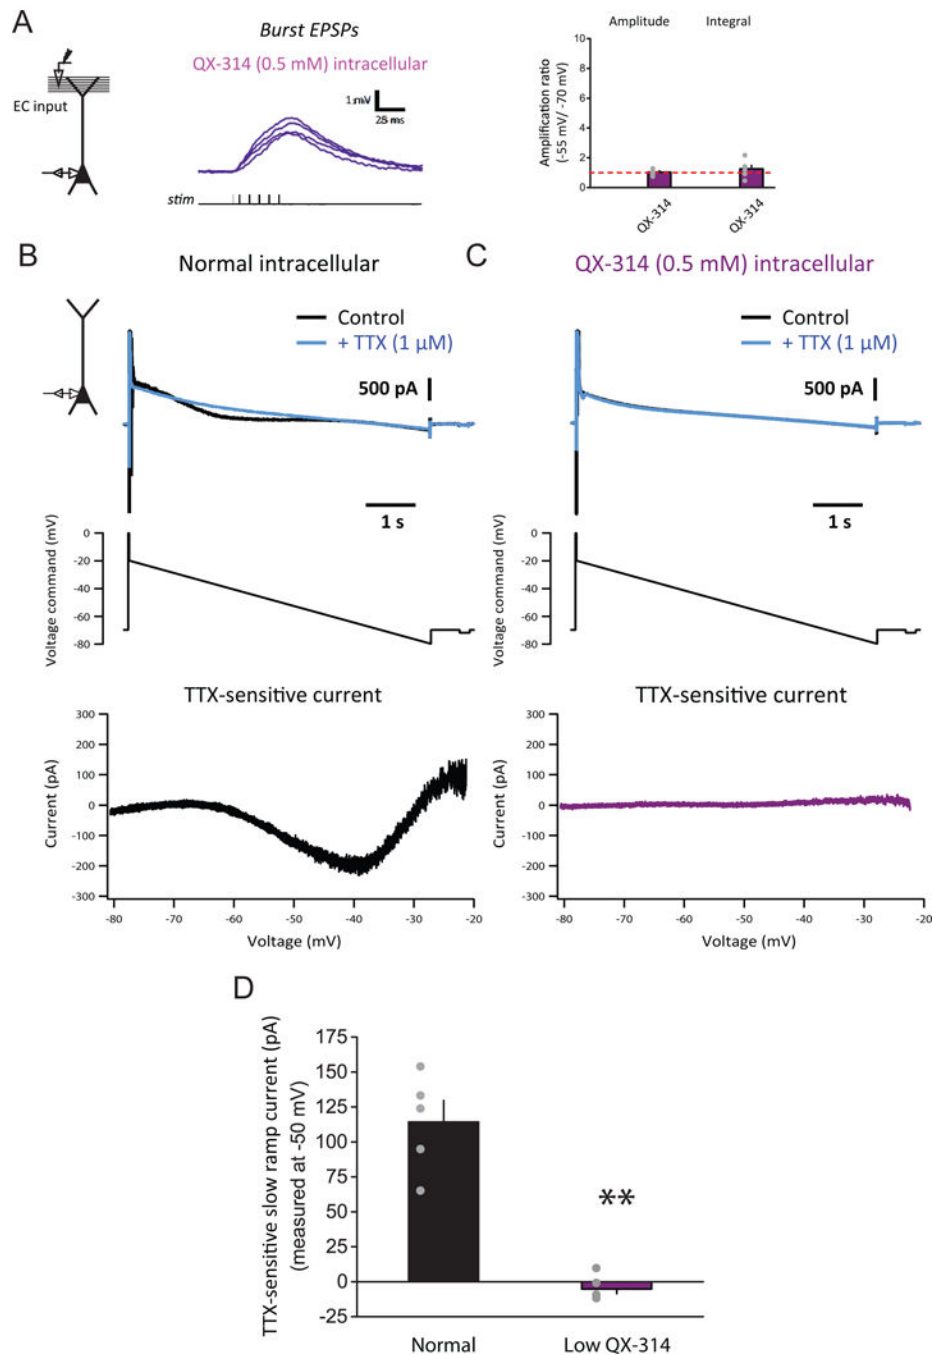 A
Burst EPSPs
QX-314 (0.5 mM) intracellular
EC input
1 mV
28 ms
stim
Amplitude Integral
Amplification ratio
(-55 mV/ -70 mV)
10
8
6
4
2
0
QX-314 QX-314
B
Normal intracellular
Control
+ TTX (1 μM)
500 pA
1 s
Voltage command (mV)
0
-20
-40
-60
-80
TTX-sensitive current
Current (pA)
300
200
100
0
-100
-200
-300
-80 -70 -60 -50 -40 -30 -20
Voltage (mV)
C
QX-314 (0.5 mM) intracellular
Control
+ TTX (1 μM)
500 pA
1 s
Voltage command (mV)
0
-20
-40
-60
-80
TTX-sensitive current
Current (pA)
300
200
100
0
-100
-200
-300
-80 -70 -60 -50 -40 -30 -20
Voltage (mV)
D
TTX-sensitive slow ramp current (pA)
(measured at -50 mV)
175
150
125
100
75
50
25
0
-25
**
Normal Low QX-314